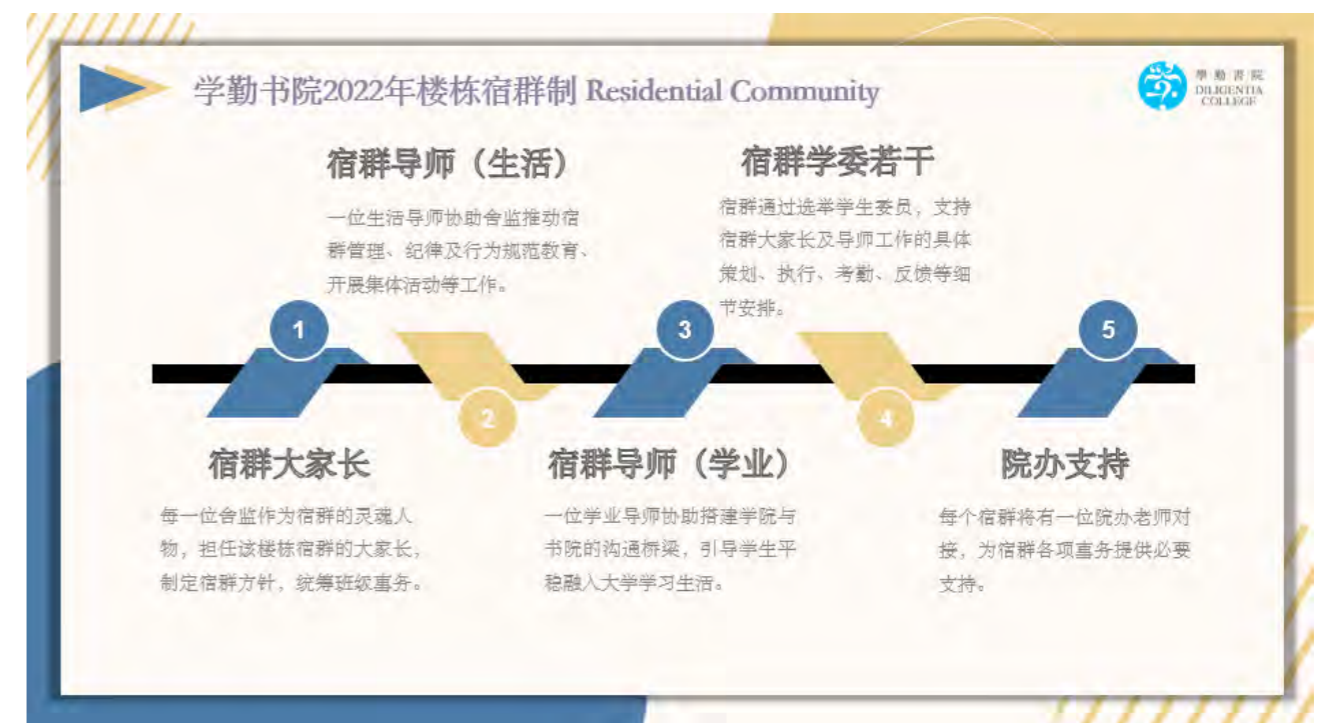 学勤书院2022年楼栋宿群制 Residential Community
學勤書院
DILIGENTIA
COLLEGE
宿群导师（生活）
一位生活导师协助舍监推动宿
群管理、纪律及行为规范教育、
开展集体活动等工作。
宿群学委若干
宿群通过选举学生委员，支持
宿群大家长及导师工作的具体
策划、执行、考勤、反馈等细
节安排。
1
2
3
4
5
宿群大家长
每一位舍监作为宿群的灵魂人
物，担任该楼栋宿群的大家长，
制定宿群方针，统筹班级事务。
宿群导师（学业）
一位学业导师协助搭建学院与
书院的沟通桥梁，引导学生平
稳融入大学学习生活。
院办支持
每个宿群将有一位院办老师对
接，为宿群各项事务提供必要
支持。